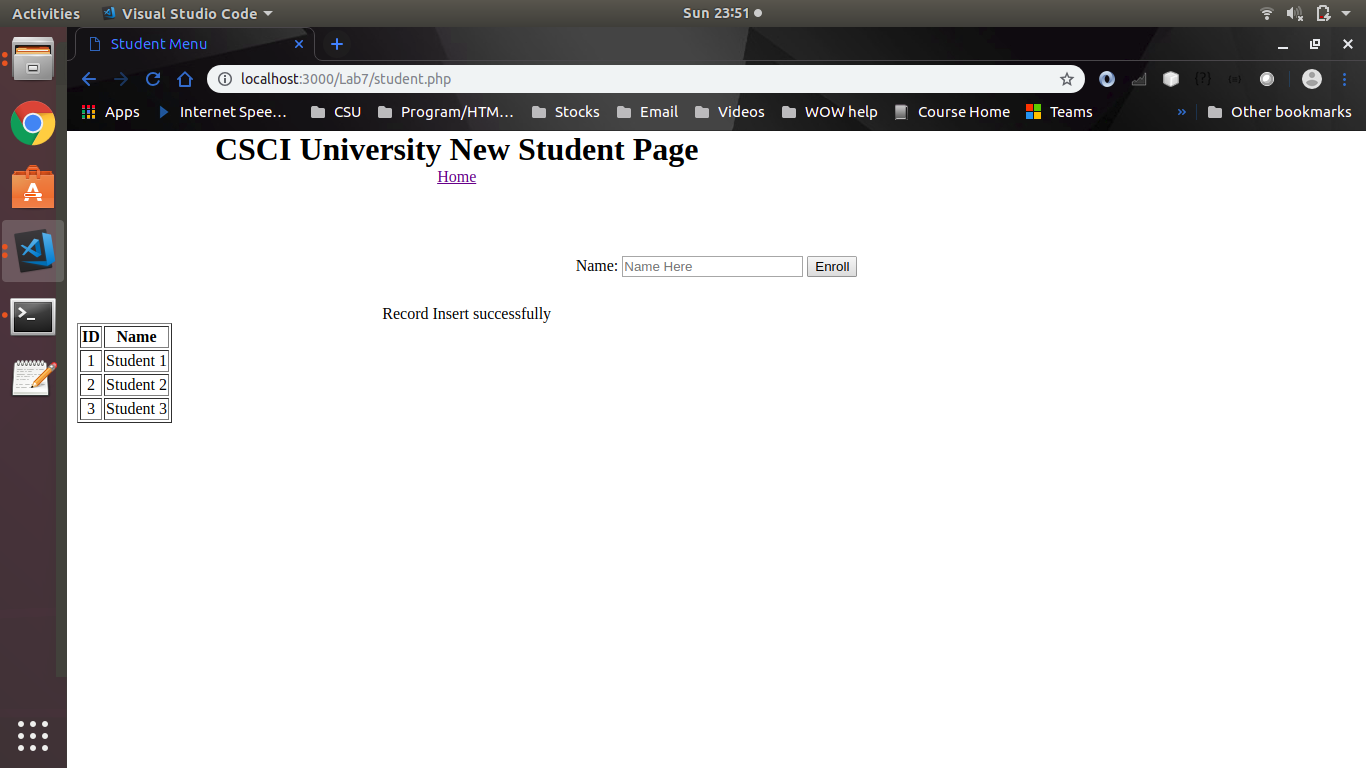 Activities Visual Studio Code Sun 23:51
Student Menu
localhost:3000/Lab7/student.php
Apps Internet Spee... CSU Program/HTM... Stocks Email Videos WOW help Course Home Teams » Other bookmarks
CSCI University New Student Page
Home
Name: Name Here Enroll
Record Insert successfully
ID Name
1 Student 1
2 Student 2
3 Student 3